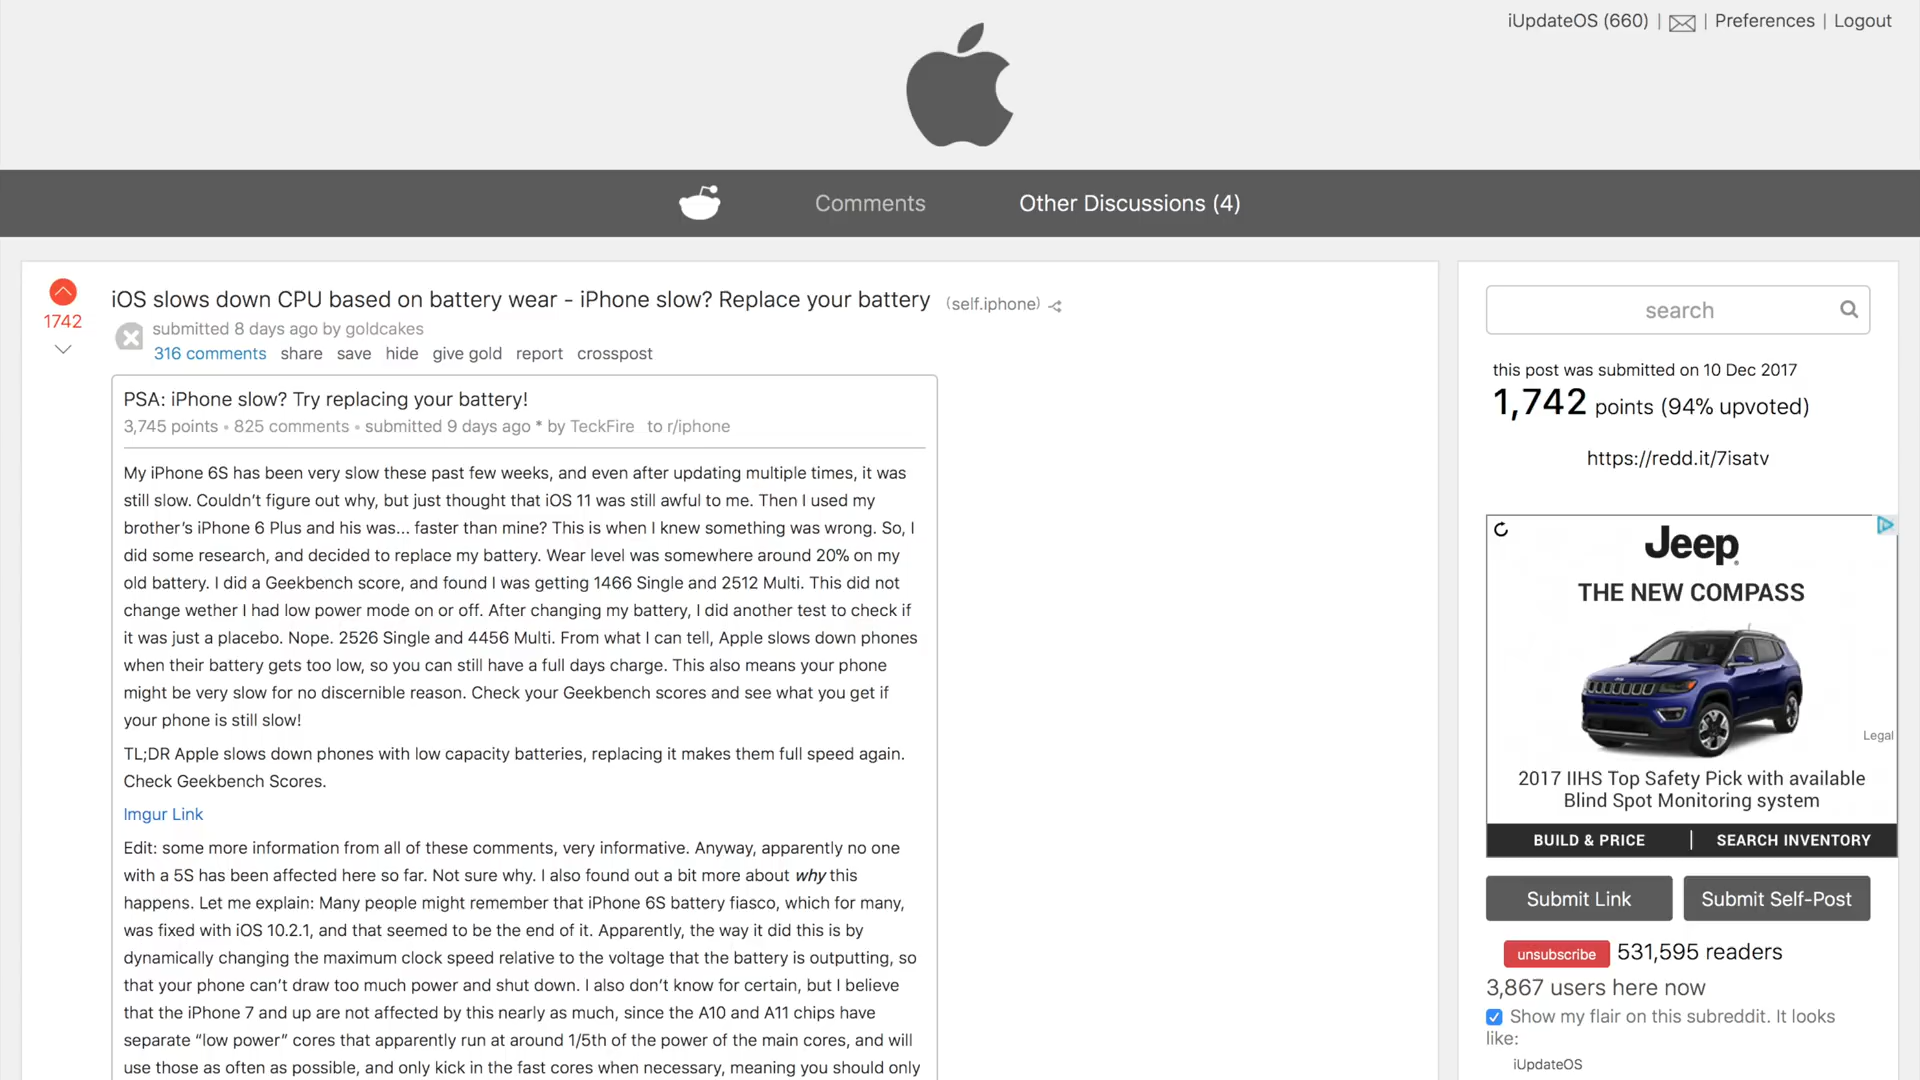 iUpdateOS (660) | | Preferences | Logout
Comments
Other Discussions (4)
iOS slows down CPU based on battery wear - iPhone slow? Replace your battery (self.iphone)
1742
submitted 8 days ago by goldcakes
316 comments share save hide give gold report crosspost
PSA: iPhone slow? Try replacing your battery!
3,745 points • 825 comments • submitted 9 days ago * by TeckFire to r/iphone
My iPhone 6S has been very slow these past few weeks, and even after updating multiple times, it was
still slow. Couldn’t figure out why, but just thought that iOS 11 was still awful to me. Then I used my
brother’s iPhone 6 Plus and his was... faster than mine? This is when I knew something was wrong. So, I
did some research, and decided to replace my battery. Wear level was somewhere around 20% on my
old battery. I did a Geekbench score, and found I was getting 1466 Single and 2512 Multi. This did not
change wether I had low power mode on or off. After changing my battery, I did another test to check if
it was just a placebo. Nope. 2526 Single and 4456 Multi. From what I can tell, Apple slows down phones
when their battery gets too low, so you can still have a full days charge. This also means your phone
might be very slow for no discernible reason. Check your Geekbench scores and see what you get if
your phone is still slow!
TL;DR Apple slows down phones with low capacity batteries, replacing it makes them full speed again.
Check Geekbench Scores.
Imgur Link
Edit: some more information from all of these comments, very informative. Anyway, apparently no one
with a 5S has been affected here so far. Not sure why. I also found out a bit more about why this
happens. Let me explain: Many people might remember that iPhone 6S battery fiasco, which for many,
was fixed with iOS 10.2.1, and that seemed to be the end of it. Apparently, the way it did this is by
dynamically changing the maximum clock speed relative to the voltage that the battery is outputting, so
that your phone can’t draw too much power and shut down. I also don’t know for certain, but I believe
that the iPhone 7 and up are not affected by this nearly as much, since the A10 and A11 chips have
separate “low power” cores that apparently run at around 1/5th of the power of the main cores, and will
use those as often as possible, and only kick in the fast cores when necessary, meaning you should only
search
this post was submitted on 10 Dec 2017
1,742 points (94% upvoted)
https://redd.it/7isatv
Jeep
THE NEW COMPASS
Legal
2017 IIHS Top Safety Pick with available
Blind Spot Monitoring system
BUILD & PRICE | SEARCH INVENTORY
Submit Link
Submit Self-Post
unsubscribe 531,595 readers
3,867 users here now
Show my flair on this subreddit. It looks
like:
iUpdateOS